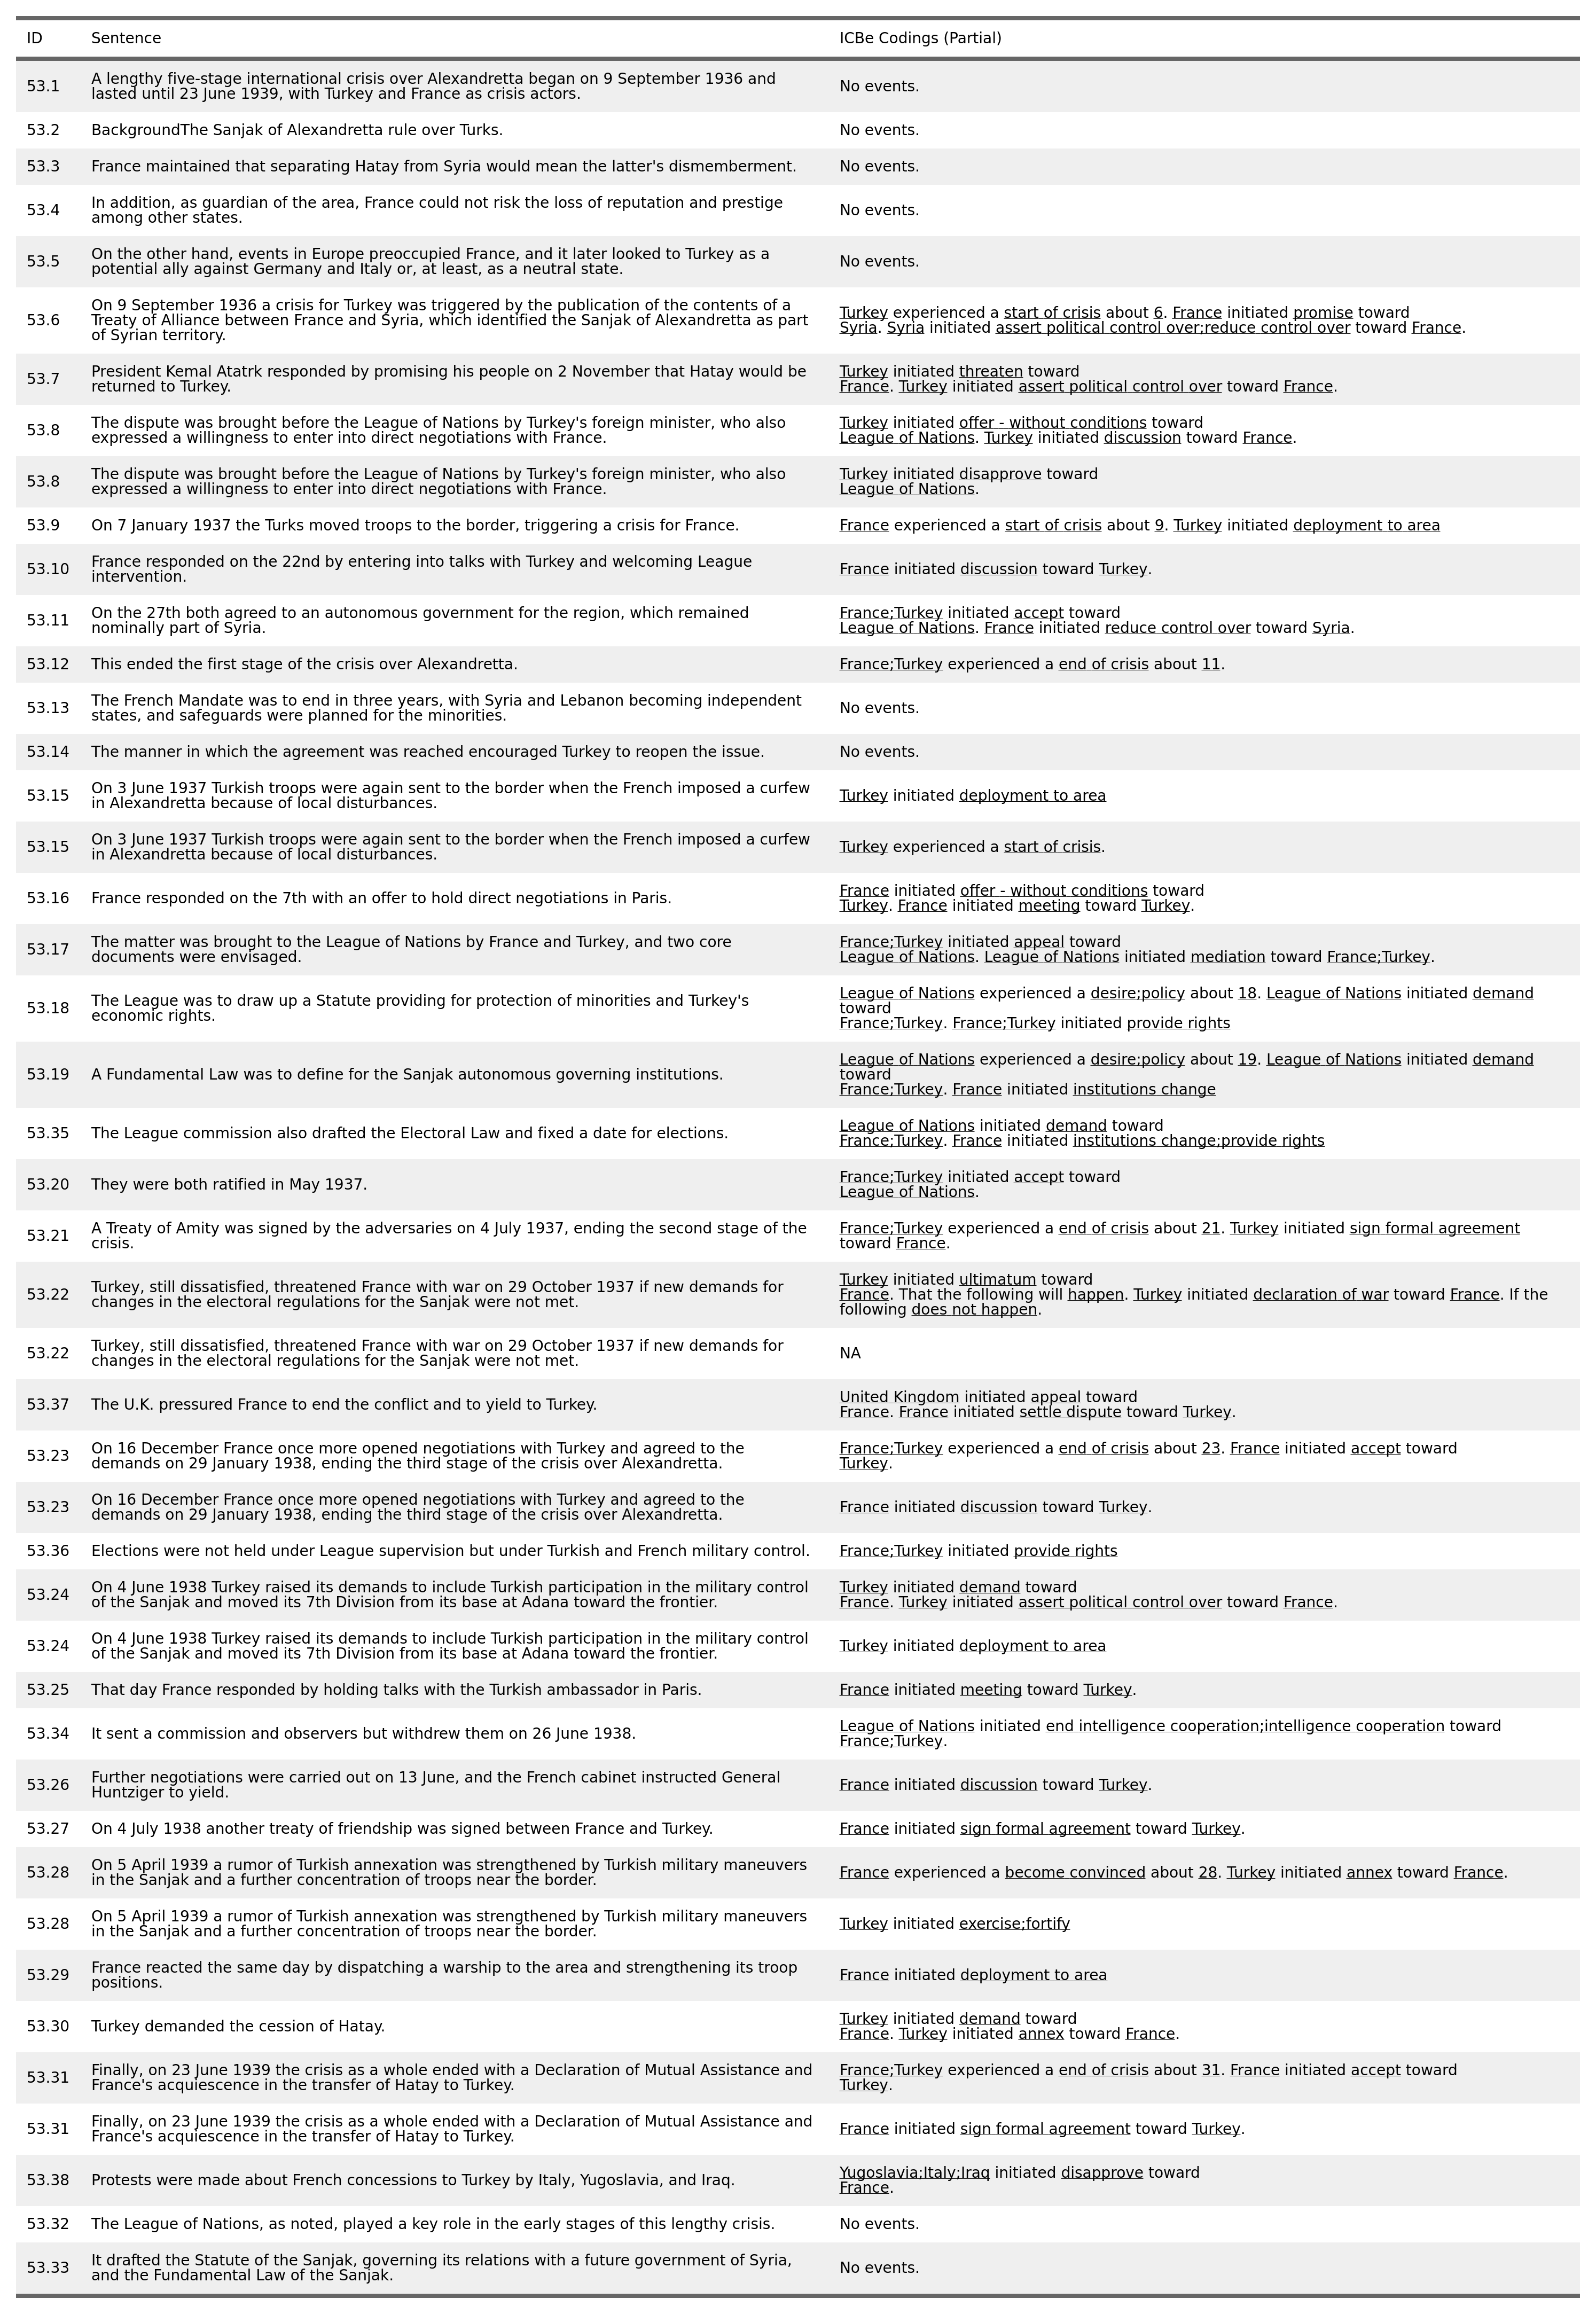 ID Sentence ICBe Codings (Partial)
53.1 A lengthy five-stage international crisis over Alexandretta began on 9 September 1936 and
lasted until 23 June 1939, with Turkey and France as crisis actors. No events.
53.2 BackgroundThe Sanjak of Alexandretta rule over Turks. No events.
53.3 France maintained that separating Hatay from Syria would mean the latter's dismemberment. No events.
53.4 In addition, as guardian of the area, France could not risk the loss of reputation and prestige
among other states. No events.
53.5 On the other hand, events in Europe preoccupied France, and it later looked to Turkey as a
potential ally against Germany and Italy or, at least, as a neutral state. No events.
53.6 On 9 September 1936 a crisis for Turkey was triggered by the publication of the contents of a
Treaty of Alliance between France and Syria, which identified the Sanjak of Alexandretta as part
of Syrian territory.
Turkey experienced a start of crisis about 6. France initiated promise toward
Syria. Syria initiated assert political control over;reduce control over toward France.
53.7 President Kemal Atatrk responded by promising his people on 2 November that Hatay would be
returned to Turkey.
Turkey initiated threaten toward
France. Turkey initiated assert political control over toward France.
53.8 The dispute was brought before the League of Nations by Turkey's foreign minister, who also
expressed a willingness to enter into direct negotiations with France.
Turkey initiated offer - without conditions toward
League of Nations. Turkey initiated discussion toward France.
53.8 The dispute was brought before the League of Nations by Turkey's foreign minister, who also
expressed a willingness to enter into direct negotiations with France.
Turkey initiated disapprove toward
League of Nations.
53.9 On 7 January 1937 the Turks moved troops to the border, triggering a crisis for France. France experienced a start of crisis about 9. Turkey initiated deployment to area
53.10 France responded on the 22nd by entering into talks with Turkey and welcoming League
intervention.
France initiated discussion toward Turkey.
53.11 On the 27th both agreed to an autonomous government for the region, which remained
nominally part of Syria.
France;Turkey initiated accept toward
League of Nations. France initiated reduce control over toward Syria.
53.12 This ended the first stage of the crisis over Alexandretta. France;Turkey experienced a end of crisis about 11.
53.13 The French Mandate was to end in three years, with Syria and Lebanon becoming independent
states, and safeguards were planned for the minorities. No events.
53.14 The manner in which the agreement was reached encouraged Turkey to reopen the issue. No events.
53.15 On 3 June 1937 Turkish troops were again sent to the border when the French imposed a curfew
in Alexandretta because of local disturbances.
Turkey initiated deployment to area
53.15 On 3 June 1937 Turkish troops were again sent to the border when the French imposed a curfew
in Alexandretta because of local disturbances.
Turkey experienced a start of crisis.
53.16 France responded on the 7th with an offer to hold direct negotiations in Paris.
France initiated offer - without conditions toward
Turkey. France initiated meeting toward Turkey.
53.17 The matter was brought to the League of Nations by France and Turkey, and two core
documents were envisaged.
France;Turkey initiated appeal toward
League of Nations. League of Nations initiated mediation toward France;Turkey.
53.18 The League was to draw up a Statute providing for protection of minorities and Turkey's
economic rights.
League of Nations experienced a desire;policy about 18. League of Nations initiated demand
toward
France;Turkey. France;Turkey initiated provide rights
53.19 A Fundamental Law was to define for the Sanjak autonomous governing institutions.
League of Nations experienced a desire;policy about 19. League of Nations initiated demand
toward
France;Turkey. France initiated institutions change
53.35 The League commission also drafted the Electoral Law and fixed a date for elections.
League of Nations initiated demand toward
France;Turkey. France initiated institutions change;provide rights
53.20 They were both ratified in May 1937.
France;Turkey initiated accept toward
League of Nations.
53.21 A Treaty of Amity was signed by the adversaries on 4 July 1937, ending the second stage of the
crisis.
France;Turkey experienced a end of crisis about 21. Turkey initiated sign formal agreement
toward France.
53.22 Turkey, still dissatisfied, threatened France with war on 29 October 1937 if new demands for
changes in the electoral regulations for the Sanjak were not met.
Turkey initiated ultimatum toward
France. That the following will happen. Turkey initiated declaration of war toward France. If the
following does not happen.
53.22 Turkey, still dissatisfied, threatened France with war on 29 October 1937 if new demands for
changes in the electoral regulations for the Sanjak were not met.
NA
53.37 The U.K. pressured France to end the conflict and to yield to Turkey.
United Kingdom initiated appeal toward
France. France initiated settle dispute toward Turkey.
53.23 On 16 December France once more opened negotiations with Turkey and agreed to the
demands on 29 January 1938, ending the third stage of the crisis over Alexandretta.
France;Turkey experienced a end of crisis about 23. France initiated accept toward
Turkey.
53.23 On 16 December France once more opened negotiations with Turkey and agreed to the
demands on 29 January 1938, ending the third stage of the crisis over Alexandretta.
France initiated discussion toward Turkey.
53.36 Elections were not held under League supervision but under Turkish and French military control. France;Turkey initiated provide rights
53.24 On 4 June 1938 Turkey raised its demands to include Turkish participation in the military control
of the Sanjak and moved its 7th Division from its base at Adana toward the frontier.
Turkey initiated demand toward
France. Turkey initiated assert political control over toward France.
53.24 On 4 June 1938 Turkey raised its demands to include Turkish participation in the military control
of the Sanjak and moved its 7th Division from its base at Adana toward the frontier.
Turkey initiated deployment to area
53.25 That day France responded by holding talks with the Turkish ambassador in Paris. France initiated meeting toward Turkey.
53.34 It sent a commission and observers but withdrew them on 26 June 1938.
League of Nations initiated end intelligence cooperation;intelligence cooperation toward
France;Turkey.
53.26 Further negotiations were carried out on 13 June, and the French cabinet instructed General
Huntziger to yield.
France initiated discussion toward Turkey.
53.27 On 4 July 1938 another treaty of friendship was signed between France and Turkey. France initiated sign formal agreement toward Turkey.
53.28 On 5 April 1939 a rumor of Turkish annexation was strengthened by Turkish military maneuvers
in the Sanjak and a further concentration of troops near the border.
France experienced a become convinced about 28. Turkey initiated annex toward France.
53.28 On 5 April 1939 a rumor of Turkish annexation was strengthened by Turkish military maneuvers
in the Sanjak and a further concentration of troops near the border.
Turkey initiated exercise;fortify
53.29 France reacted the same day by dispatching a warship to the area and strengthening its troop
positions.
France initiated deployment to area
53.30 Turkey demanded the cession of Hatay.
Turkey initiated demand toward
France. Turkey initiated annex toward France.
53.31 Finally, on 23 June 1939 the crisis as a whole ended with a Declaration of Mutual Assistance and
France's acquiescence in the transfer of Hatay to Turkey.
France;Turkey experienced a end of crisis about 31. France initiated accept toward
Turkey.
53.31 Finally, on 23 June 1939 the crisis as a whole ended with a Declaration of Mutual Assistance and
France's acquiescence in the transfer of Hatay to Turkey.
France initiated sign formal agreement toward Turkey.
53.38 Protests were made about French concessions to Turkey by Italy, Yugoslavia, and Iraq.
Yugoslavia;Italy;Iraq initiated disapprove toward
France.
53.32 The League of Nations, as noted, played a key role in the early stages of this lengthy crisis. No events.
53.33 It drafted the Statute of the Sanjak, governing its relations with a future government of Syria,
and the Fundamental Law of the Sanjak. No events.